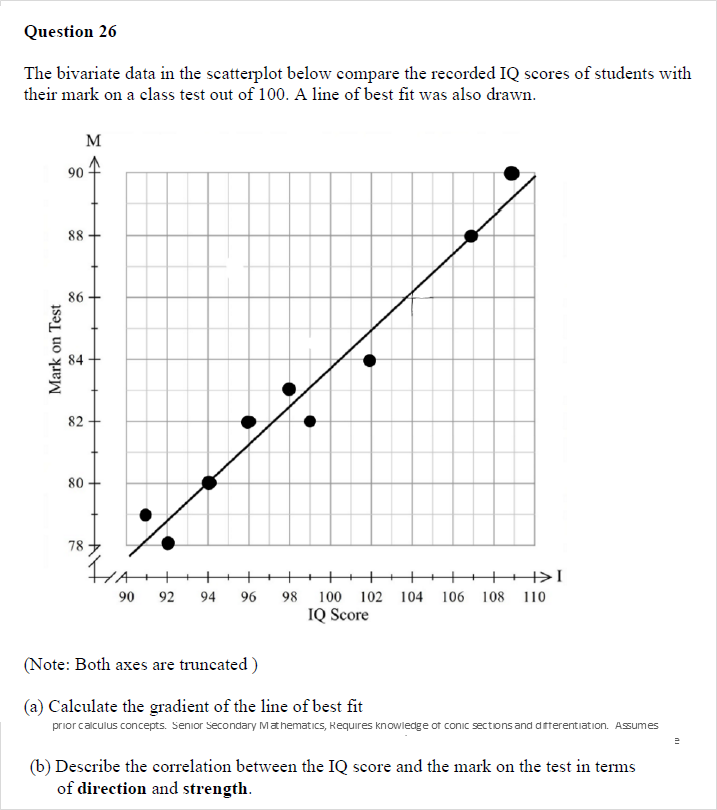 Question 26
The bivariate data in the scatterplot below compare the recorded IQ scores of students with
their mark on a class test out of 100. A line of best fit was also drawn.
M
90
88
86
84
82
80
78
Mark on Test
I
90 92 94 96 98 100 102 104 106 108 110
IQ Score
(Note: Both axes are truncated )
(a) Calculate the gradient of the line of best fit
prior calculus concepts. Senior Secondary Mathematics, Requires knowledge of conic sections and differentiation. Assumes
(b) Describe the correlation between the IQ score and the mark on the test in terms
of direction and strength.